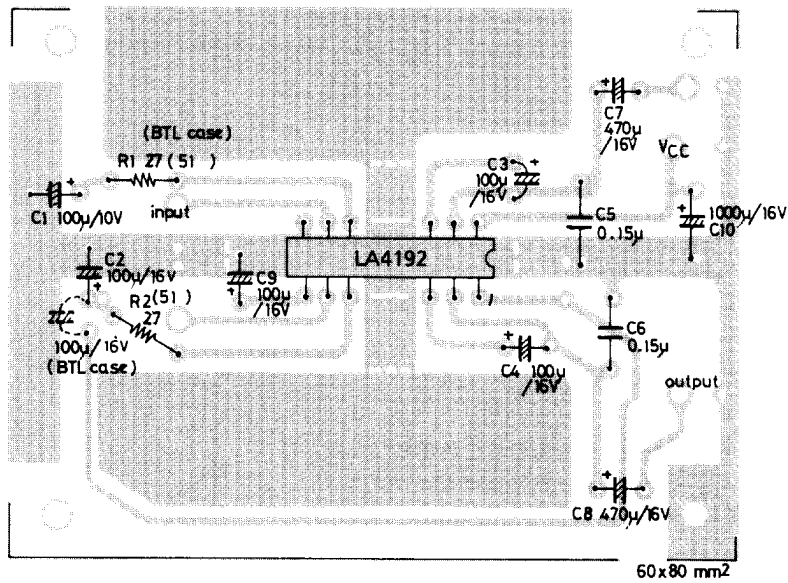 C7
470μ
/16V
VCC
(BTL case)
R1 27 (51 )
C3
100μ
/16V
C1 100μ/10V
input
C5
0.15μ
1000μ/16V
C10
LA4192
C2
100μ/16V
C9
100μ
/16V
R2 (51)
27
100μ/16V
(BTL case)
C6
0.15μ
C4 100μ
/16V
output
C8 470μ/16V
60x80 mm2